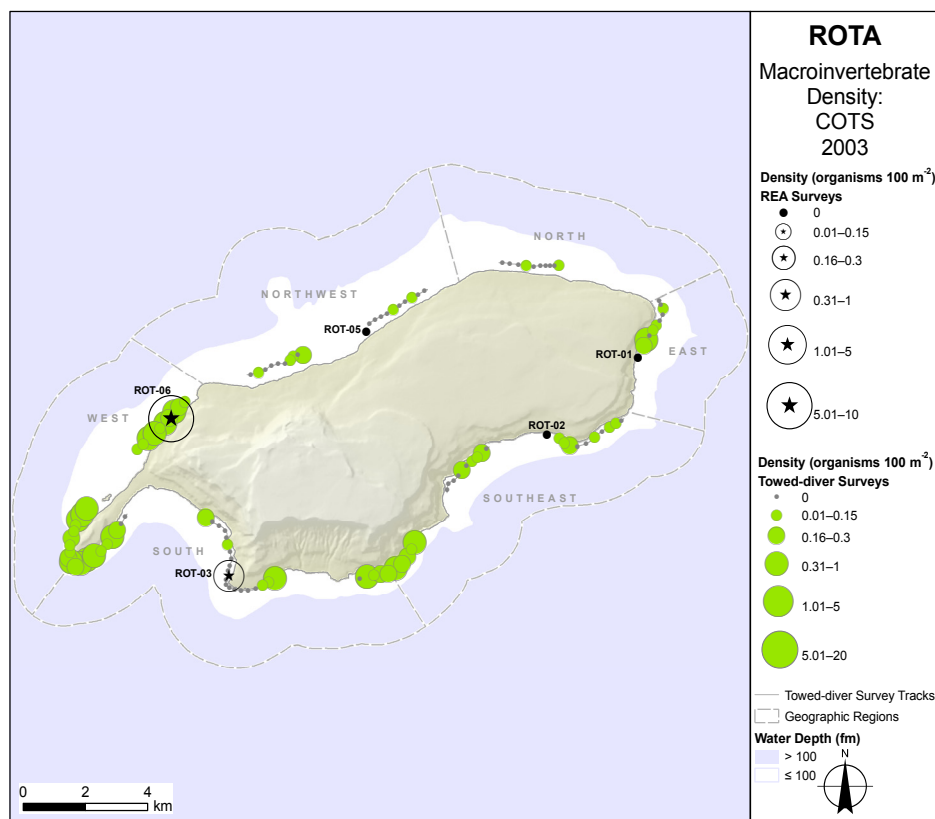 ROTA
Macroinvertebrate
Density:
COTS
2003
Density (organisms 100 m⁻²)
REA Surveys
0
0.01–0.15
0.16–0.3
0.31–1
1.01–5
5.01–10
Density (organisms 100 m⁻²)
Towed-diver Surveys
0
0.01–0.15
0.16–0.3
0.31–1
1.01–5
5.01–20
Towed-diver Survey Tracks
Geographic Regions
Water Depth (fm)
> 100
≤ 100
N
NORTH
NORTHWEST
ROT-05
ROT-01
EAST
ROT-06
WEST
ROT-02
SOUTHEAST
SOUTH
ROT-03
0 2 4
km